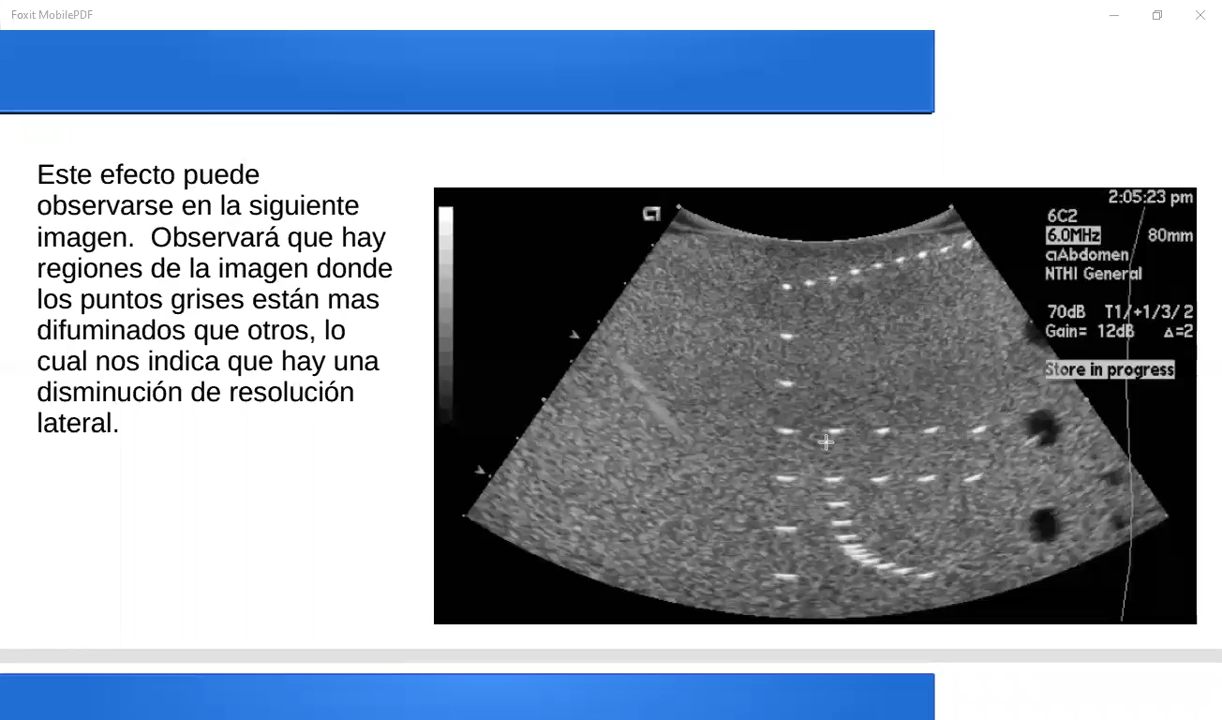 Foxit MobilePDF
Este efecto puede
observarse en la siguiente
imagen. Observará que hay
regiones de la imagen donde
los puntos grises están mas
difuminados que otros, lo
cual nos indica que hay una
disminución de resolución
lateral.
2:05:23 pm
6C2
6.0MHz 80mm
Abdomen
NTHI General
70dB T1/+1/3/2
Gain= 12dB Δ=2
Store in progress